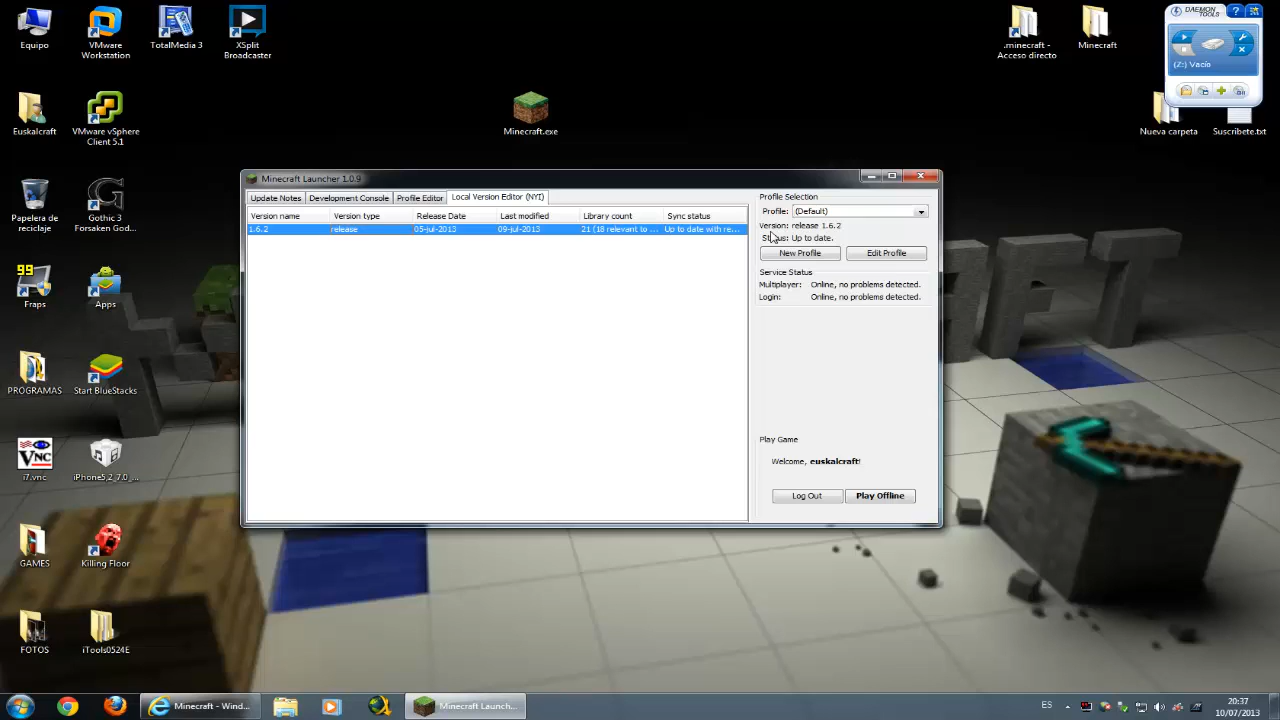 Equipo
VMware Workstation
TotalMedia 3
XSplit Broadcaster
.minecraft - Acceso directo
Minecraft
DAEMON TOOLS
(Z:) Vacío
Euskalcraft
VMware vSphere Client 5.1
Minecraft.exe
Nueva carpeta
Suscribete.txt
Papelera de reciclaje
Gothic 3 Forsaken God...
99
Fraps
Apps
PROGRAMAS
Start BlueStacks
VNC
i7.vnc
iPhone5,2_7.0_...
GAMES
Killing Floor
FOTOS
iTools0524E
Minecraft Launcher 1.0.9
Update Notes
Development Console
Profile Editor
Local Version Editor (NYI)
Version name
Version type
Release Date
Last modified
Library count
Sync status
1.6.2
release
05-jul-2013
09-jul-2013
21 (18 relevant to ...
Up to date with re...
Profile Selection
Profile: (Default)
Version: release 1.6.2
Status: Up to date.
New Profile
Edit Profile
Service Status
Multiplayer: Online, no problems detected.
Login: Online, no problems detected.
Play Game
Welcome, euskalcraft!
Log Out
Play Offline
Minecraft - Wind...
Minecraft Launch...
ES
20:37
10/07/2013